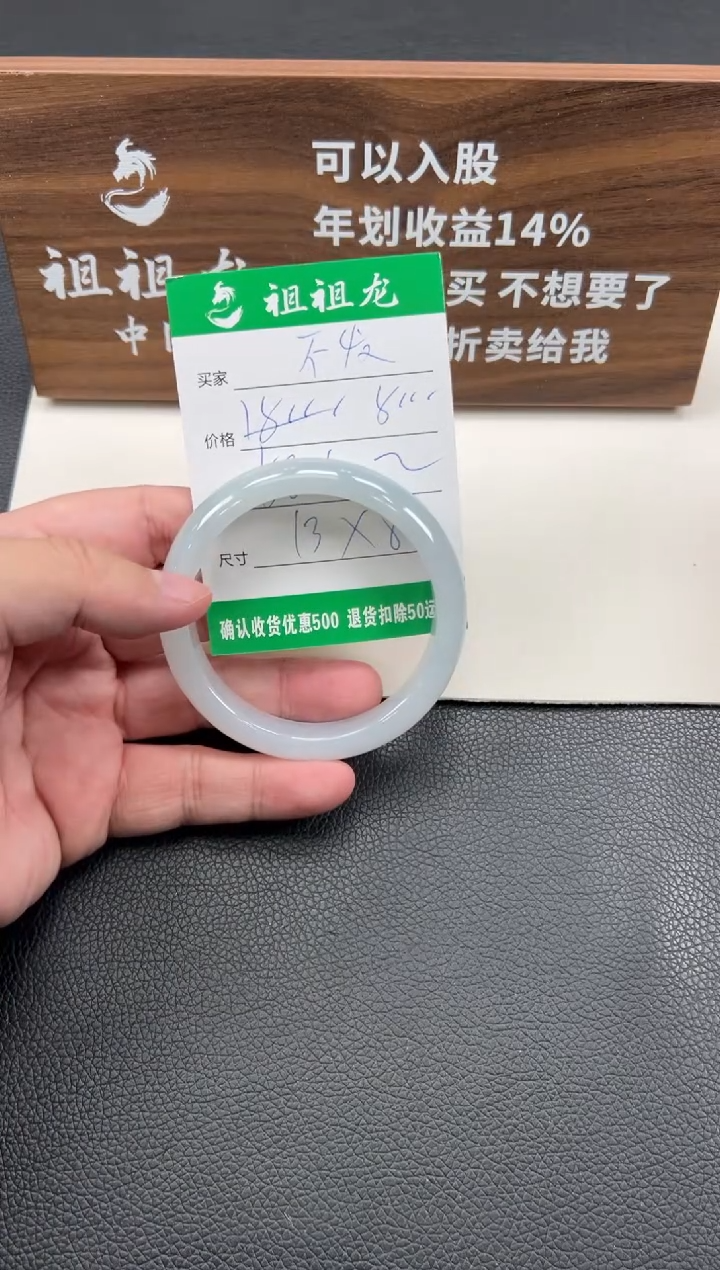 可以入股
年划收益14%
买 不想要了
折卖给我
祖祖
中
祖祖龙
买家
价格
尺寸 13 X 8
确认收货优惠500 退货扣除50运